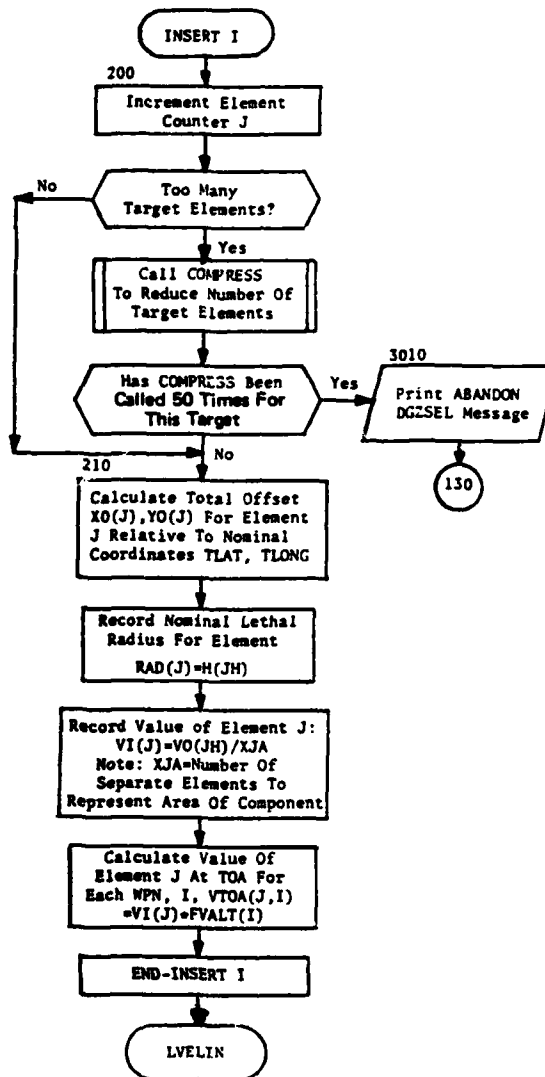 INSERT I
200
Increment Element
Counter J
No
Too Many
Target Elements?
Yes
Call COMPRESS
To Reduce Number Of
Target Elements
3010
Has COMPRESS Been
Called 50 Times For
This Target
Yes
Print ABANDON
DGZSEL Message
130
No
210
Calculate Total Offset
XO(J),YO(J) For Element
J Relative To Nominal
Coordinates TLAT, TLONG
Record Nominal Lethal
Radius For Element
RAD(J)=H(JH)
Record Value of Element J:
VI(J)=VO(JH)/XJA
Note: XJA=Number Of
Separate Elements To
Represent Area Of Component
Calculate Value Of
Element J At TOA For
Each WPN, I, VTOA(J,I)
=VI(J)*FVALT(I)
END-INSERT I
LVELIN